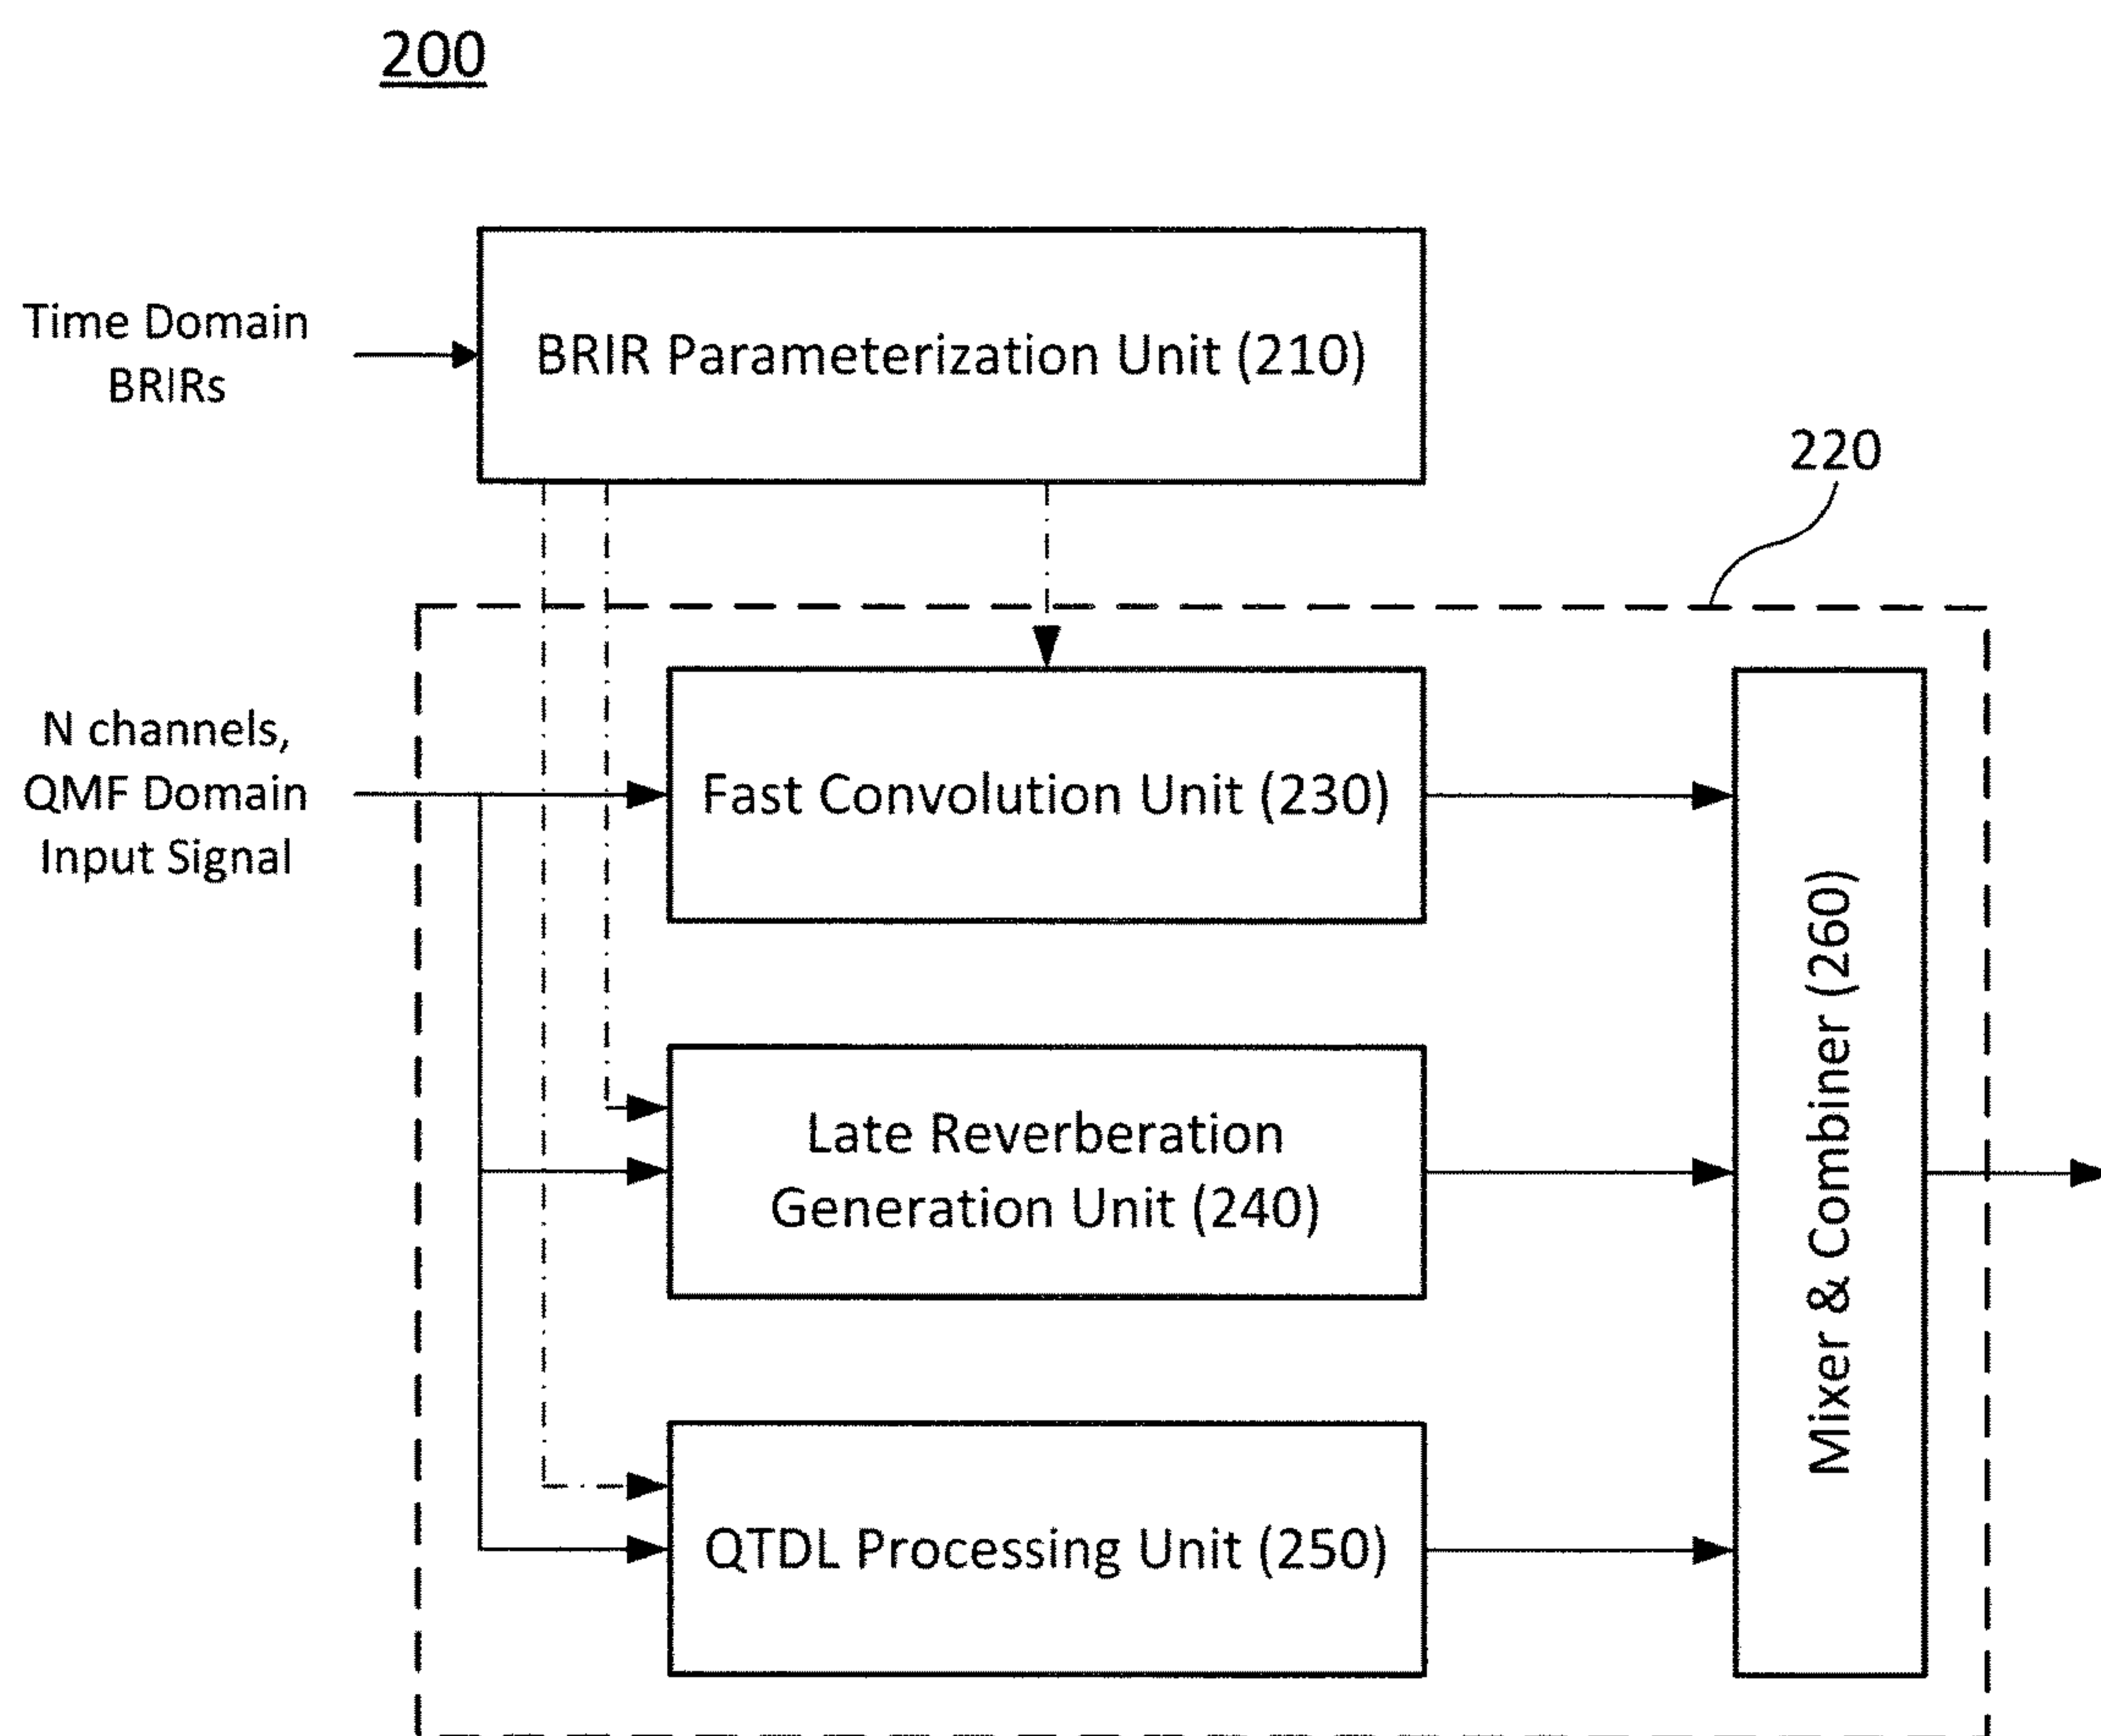 200
Time Domain
BRIRs
BRIR Parameterization Unit (210)
220
N channels,
QMF Domain
Input Signal
Fast Convolution Unit (230)
Late Reverberation
Generation Unit (240)
QTDL Processing Unit (250)
Mixer & Combiner (260)